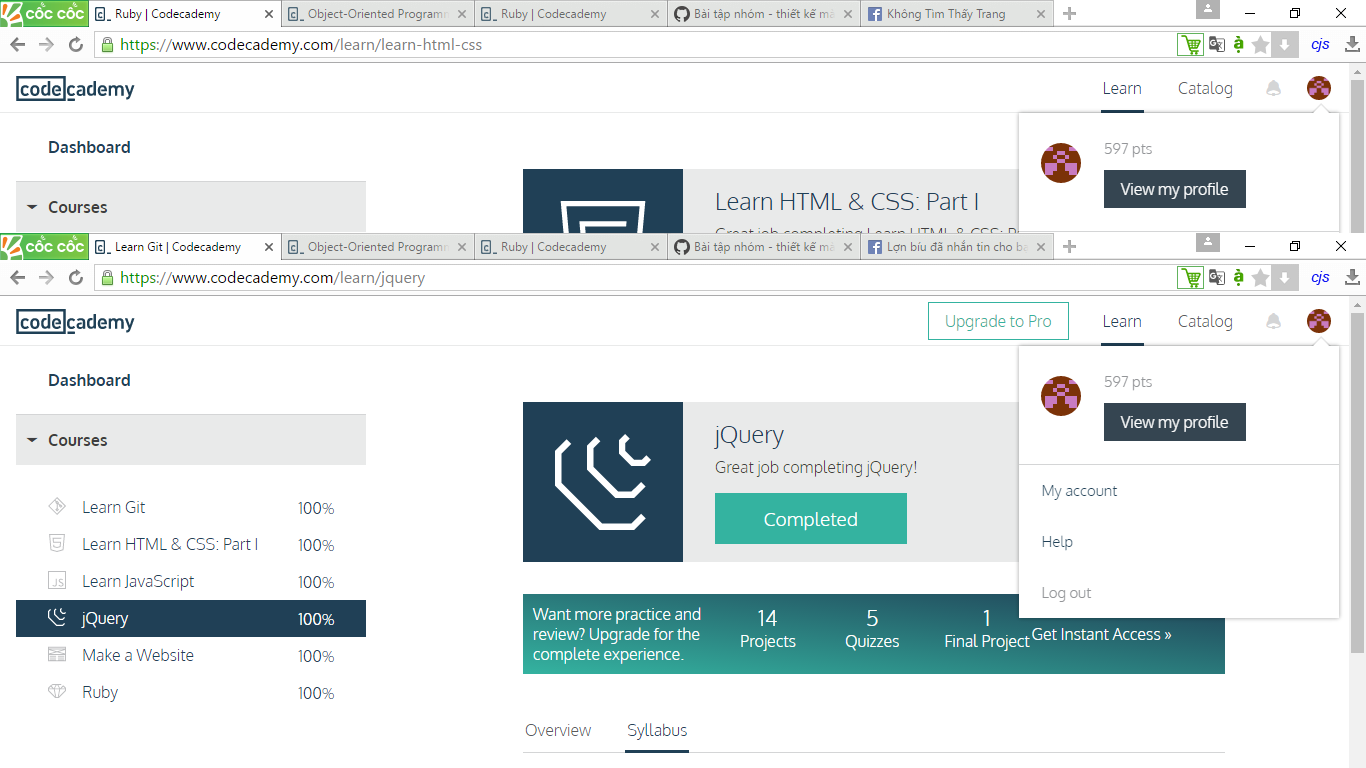 CỐC CỐC
Ruby | Codecademy
Object-Oriented Programm
Ruby | Codecademy
Bài tập nhóm - thiết kế mà
Không Tìm Thấy Trang
https://www.codecademy.com/learn/learn-html-css
cjs
codecademy
Learn
Catalog
Dashboard
597 pts
View my profile
Courses
Learn HTML & CSS: Part I
Great job completing Learn HTML & CSS: P
CỐC CỐC
Learn Git | Codecademy
Object-Oriented Programm
Ruby | Codecademy
Bài tập nhóm - thiết kế mà
Lợn bíu đã nhắn tin cho bạ
https://www.codecademy.com/learn/jquery
cjs
codecademy
Upgrade to Pro
Learn
Catalog
Dashboard
597 pts
View my profile
Courses
jQuery
Great job completing jQuery!
Completed
My account
Help
Log out
Learn Git 100%
Learn HTML & CSS: Part I 100%
Learn JavaScript 100%
jQuery 100%
Make a Website 100%
Ruby 100%
Want more practice and
review? Upgrade for the
complete experience.
14
Projects
5
Quizzes
1
Final Project
Get Instant Access »
Overview
Syllabus